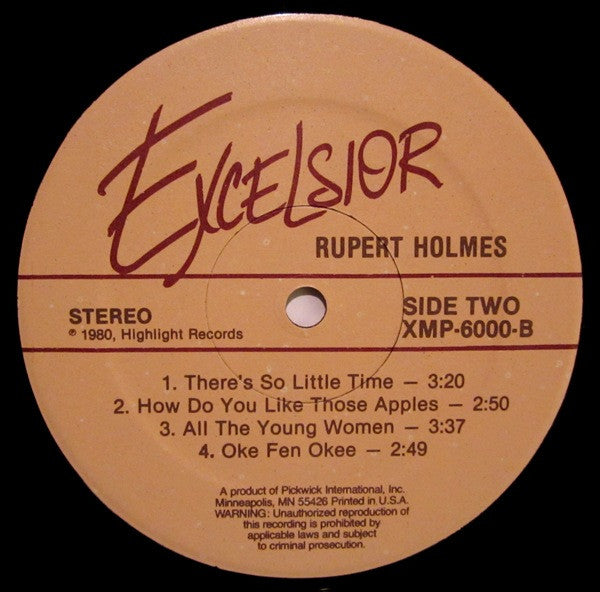 EXCELSIOR
RUPERT HOLMES
STEREO
℗ 1980, Highlight Records
SIDE TWO
XMP-6000-B
1. There's So Little Time — 3:20
2. How Do You Like Those Apples — 2:50
3. All The Young Women — 3:37
4. Oke Fen Okee — 2:49
A product of Pickwick International, Inc.
Minneapolis, MN 55426 Printed in U.S.A.
WARNING: Unauthorized reproduction of
this recording is prohibited by
applicable laws and subject
to criminal prosecution.